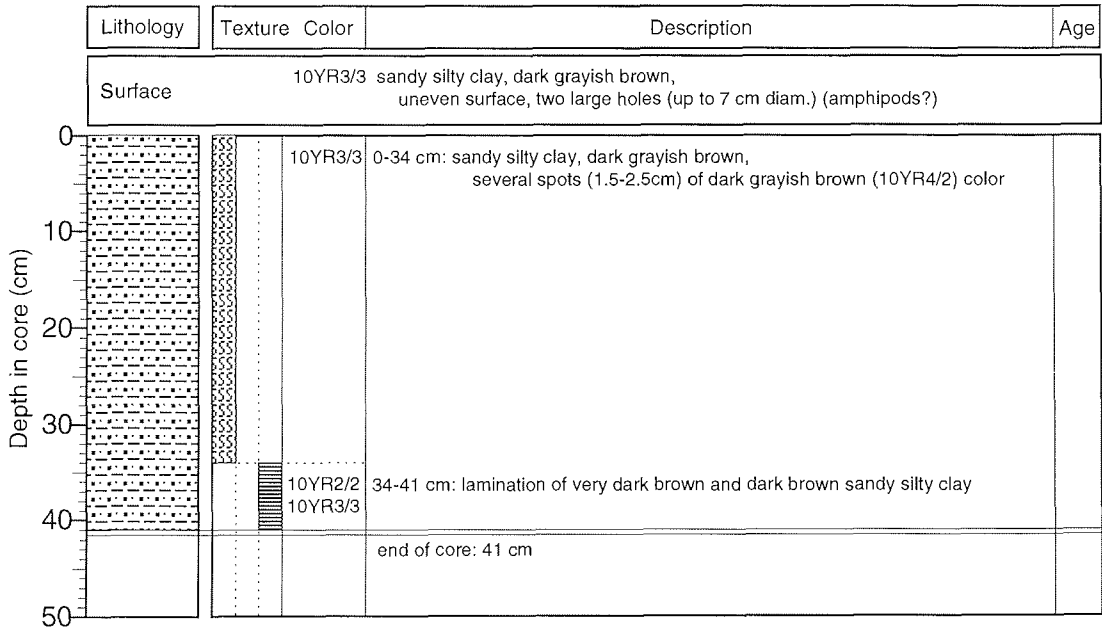 Lithology Texture Color Description Age
Surface 10YR3/3 sandy silty clay, dark grayish brown,
uneven surface, two large holes (up to 7 cm diam.) (amphipods?)
Depth in core (cm)
0
10YR3/3 0-34 cm: sandy silty clay, dark grayish brown,
several spots (1.5-2.5cm) of dark grayish brown (10YR4/2) color
10
20
30
10YR2/2 34-41 cm: lamination of very dark brown and dark brown sandy silty clay
10YR3/3
40
end of core: 41 cm
50